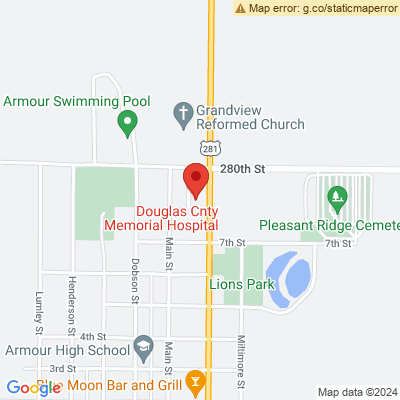 Map error: g.co/staticmaperror
Armour Swimming Pool
Grandview
Reformed Church
281
280th St
Douglas Cnty
Memorial Hospital
Pleasant Ridge Cemete
7th St
7th St
Main St
Dobson St
Lions Park
Henderson St
Lumley St
4th St
Armour High School
Main St
Miltimore St
3rd St
Blue Moon Bar and Grill
Google
Map data ©2024